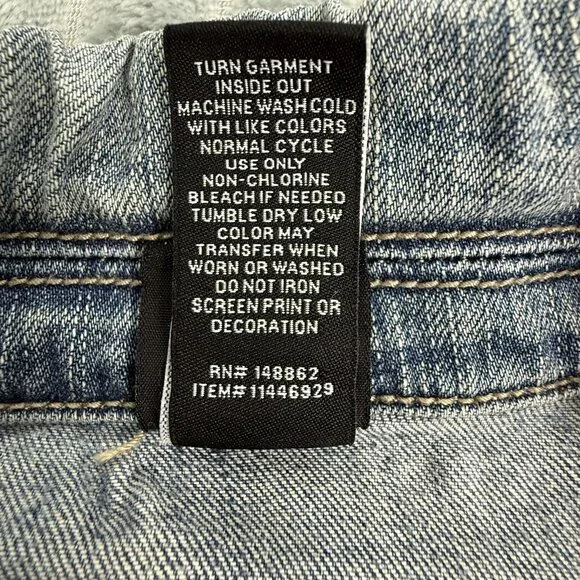 TURN GARMENT
INSIDE OUT
MACHINE WASH COLD
WITH LIKE COLORS
NORMAL CYCLE
USE ONLY
NON-CHLORINE
BLEACH IF NEEDED
TUMBLE DRY LOW
COLOR MAY
TRANSFER WHEN
WORN OR WASHED
DO NOT IRON
SCREEN PRINT OR
DECORATION
RN# 148862
ITEM# 11446929